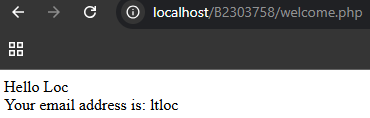 localhost/B2303758/welcome.php
Hello Loc
Your email address is: ltloc